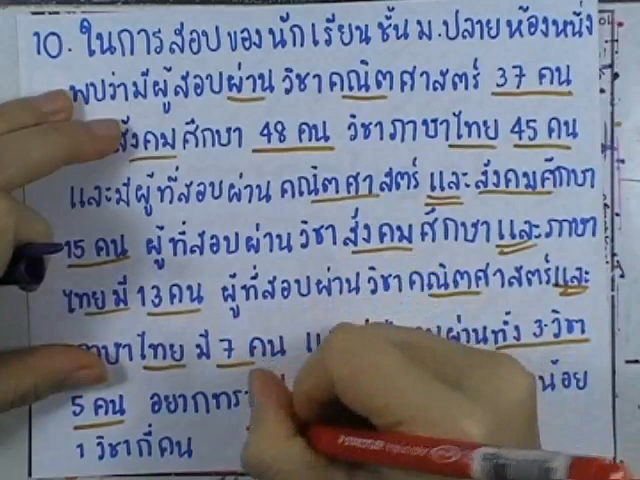 10. ในการสอบของนักเรียนชั้น ม.ปลายห้องหนึ่ง
พบว่ามีผู้สอบผ่านวิชาคณิตศาสตร์ 37 คน
สังคมศึกษา 48 คน วิชาภาษาไทย 45 คน
และมีผู้ที่สอบผ่านคณิตศาสตร์และสังคมศึกษา
15 คน ผู้ที่สอบผ่านวิชาสังคมศึกษาและภาษา
ไทยมี 13 คน ผู้ที่สอบผ่านวิชาคณิตศาสตร์และ
ภาษาไทย มี 7 คน ผ่านทั้ง 3 วิชา
5 คน น้อย
1 วิชากี่คน